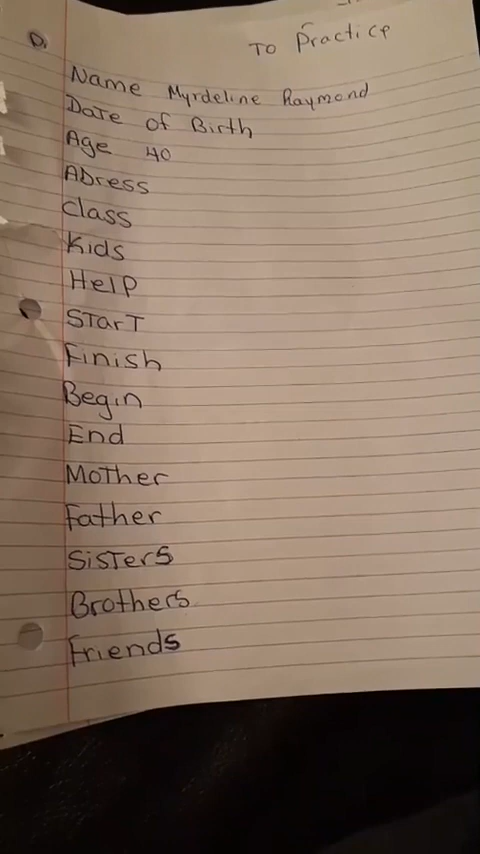 To Practice
Name Myrdeline Raymond
Date of Birth
Age 40
ADress
Class
Kids
Help
STarT
Finish
Begin
End
MoTher
Father
SisTers
Brothers
Friends